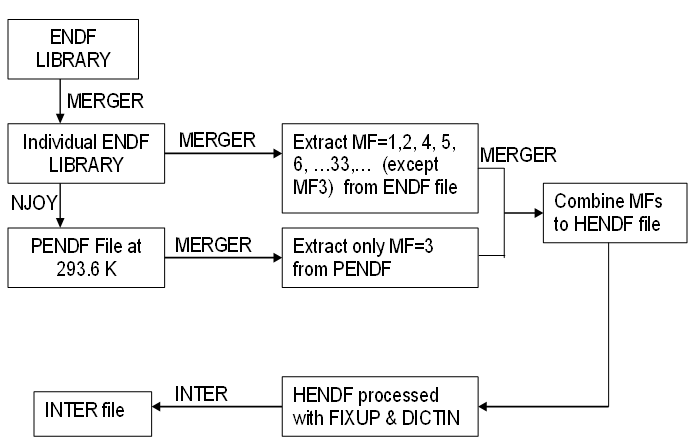 ENDF
LIBRARY
MERGER
Individual ENDF
LIBRARY
MERGER
Extract MF=1,2, 4, 5,
6, ...33,... (except
MF3) from ENDF file
MERGER
NJOY
Combine MFs
to HENDF file
PENDF File at
293.6 K
MERGER
Extract only MF=3
from PENDF
INTER file
INTER
HENDF processed
with FIXUP & DICTIN